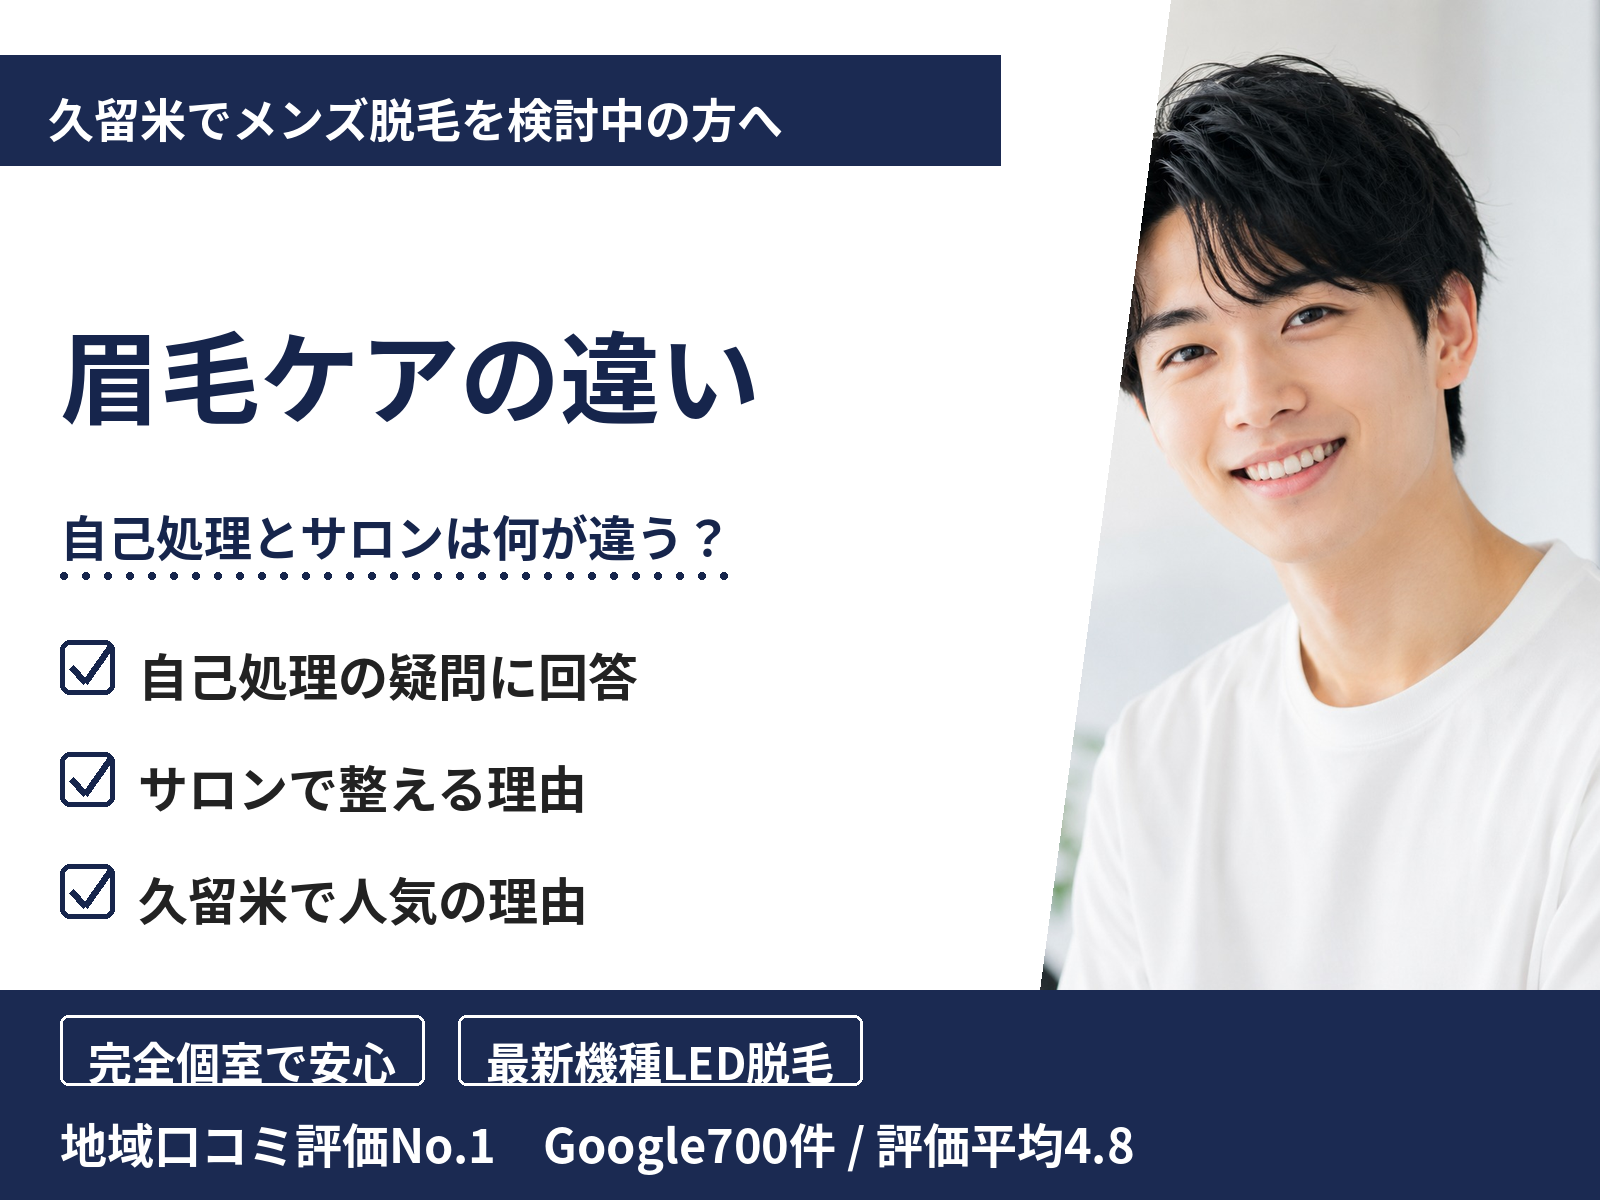 久留米でメンズ脱毛を検討中の方へ
眉毛ケアの違い
自己処理とサロンは何が違う？
自己処理の疑問に回答
サロンで整える理由
久留米で人気の理由
完全個室で安心 最新機種LED脱毛
地域口コミ評価No.1 Google700件 / 評価平均4.8